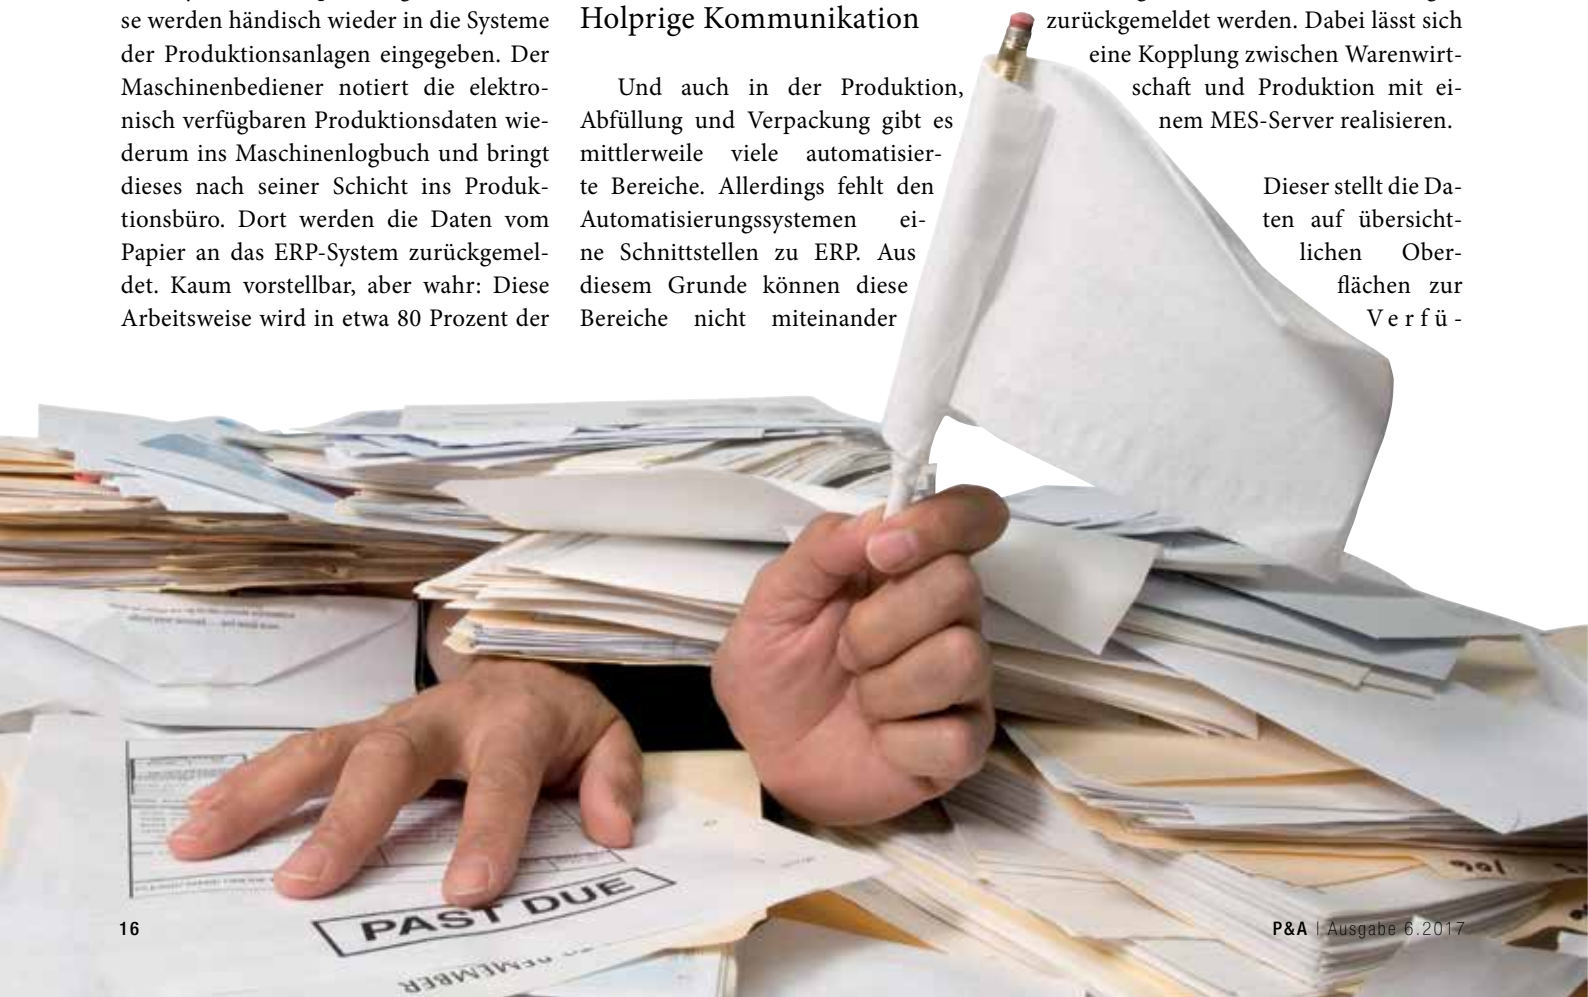 se werden händisch wieder in die Systeme
der Produktionsanlagen eingegeben. Der
Maschinenbediener notiert die elektro-
nisch verfügbaren Produktionsdaten wie-
derum ins Maschinenlogbuch und bringt
dieses nach seiner Schicht ins Produk-
tionsbüro. Dort werden die Daten vom
Papier an das ERP-System zurückgemel-
det. Kaum vorstellbar, aber wahr: Diese
Arbeitsweise wird in etwa 80 Prozent der
Holprige Kommunikation
Und auch in der Produktion,
Abfüllung und Verpackung gibt es
mittlerweile viele automatisier-
te Bereiche. Allerdings fehlt den
Automatisierungssystemen ei-
ne Schnittstellen zu ERP. Aus
diesem Grunde können diese
Bereiche nicht miteinander
zurückgemeldet werden. Dabei lässt sich
eine Kopplung zwischen Warenwirt-
schaft und Produktion mit ei-
nem MES-Server realisieren.
Dieser stellt die Da-
ten auf übersicht-
lichen Ober-
flächen zur
Verfü-
PAST DUE
REMEMBER
16
P&A | Ausgabe 6.2017